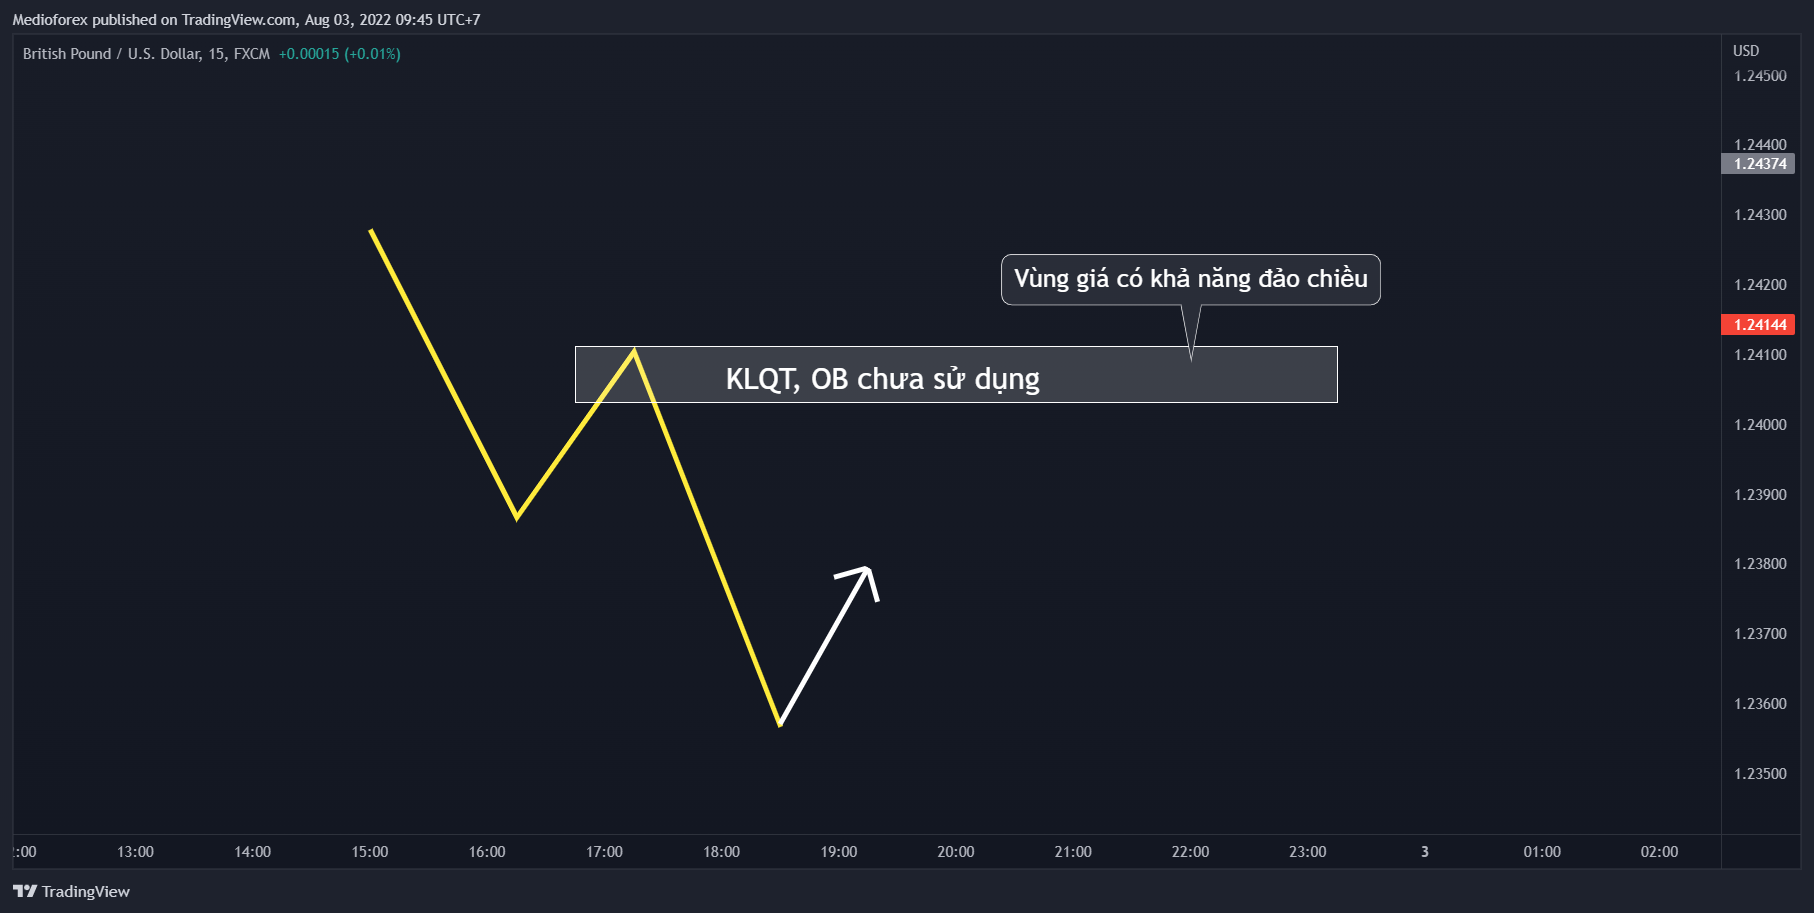 Medioforex published on TradingView.com, Aug 03, 2022 09:45 UTC+7
British Pound / U.S. Dollar, 15, FXCM +0.00015 (+0.01%)
USD
1.24500
1.24400
1.24374
1.24300
Vùng giá có khả năng đảo chiều
1.24200
1.24144
1.24100
KLQT, OB chưa sử dụng
1.24000
1.23900
1.23800
1.23700
1.23600
1.23500
:00 13:00 14:00 15:00 16:00 17:00 18:00 19:00 20:00 21:00 22:00 23:00 3 01:00 02:00
TradingView